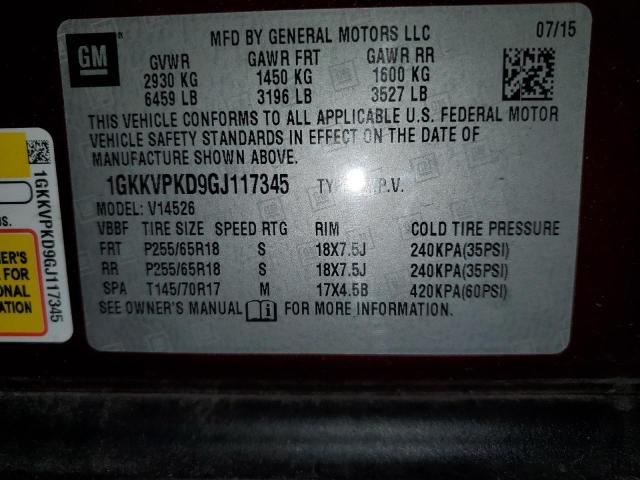 GM
MFD BY GENERAL MOTORS LLC 07/15
GVWR GAWR FRT GAWR RR
2930 KG 1450 KG 1600 KG
6459 LB 3196 LB 3527 LB
THIS VEHICLE CONFORMS TO ALL APPLICABLE U.S. FEDERAL MOTOR
VEHICLE SAFETY STANDARDS IN EFFECT ON THE DATE OF
MANUFACTURE SHOWN ABOVE.
1GKKVPKD9GJ117345 P.V.
MODEL: V14526
VBBF TIRE SIZE SPEED RTG RIM COLD TIRE PRESSURE
FRT P255/65R18 S 18X7.5J 240KPA(35PSI)
RR P255/65R18 S 18X7.5J 240KPA(35PSI)
SPA T145/70R17 M 17X4.5B 420KPA(60PSI)
SEE OWNER'S MANUAL FOR MORE INFORMATION.
1GKKVPKD9GJ117345
FOR